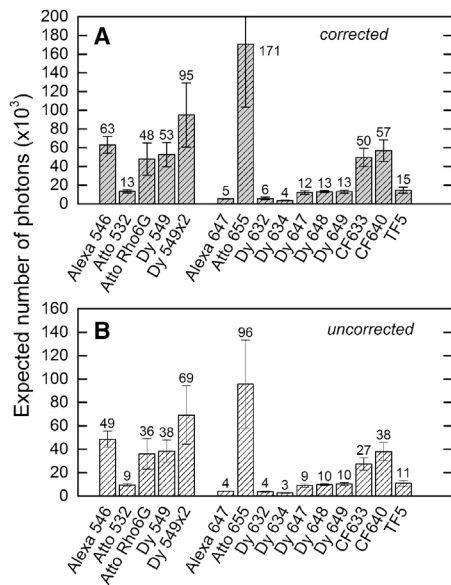 Expected number of photons (x10³)
A
corrected
200
180
160
140
120
100
80
60
40
20
0
63
13
48
53
95
5
171
6
4
12
13
13
50
57
15
Alexa 546
Atto 532
Atto Rho6G
Dy 549
Dy 549x2
Alexa 647
Atto 655
Dy 632
Dy 634
Dy 647
Dy 648
Dy 649
CF633
CF640
TF5
B
uncorrected
160
140
120
100
80
60
40
20
0
49
9
36
38
69
4
96
4
3
9
10
10
27
38
11
Alexa 546
Atto 532
Atto Rho6G
Dy 549
Dy 549x2
Alexa 647
Atto 655
Dy 632
Dy 634
Dy 647
Dy 648
Dy 649
CF633
CF640
TF5